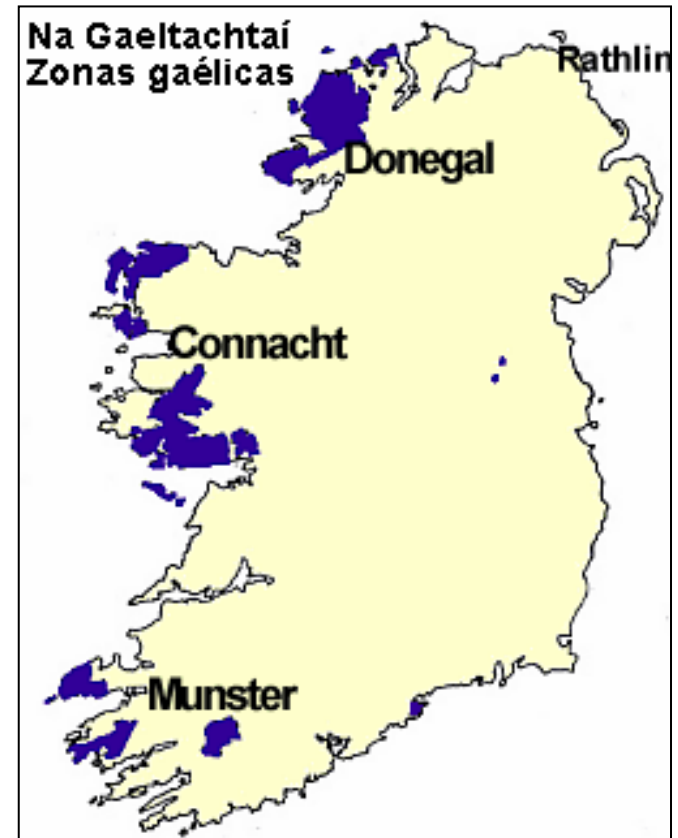 Na Gaeltachtaí
Zonas gaélicas
Rathlin
Donegal
Connacht
Munster